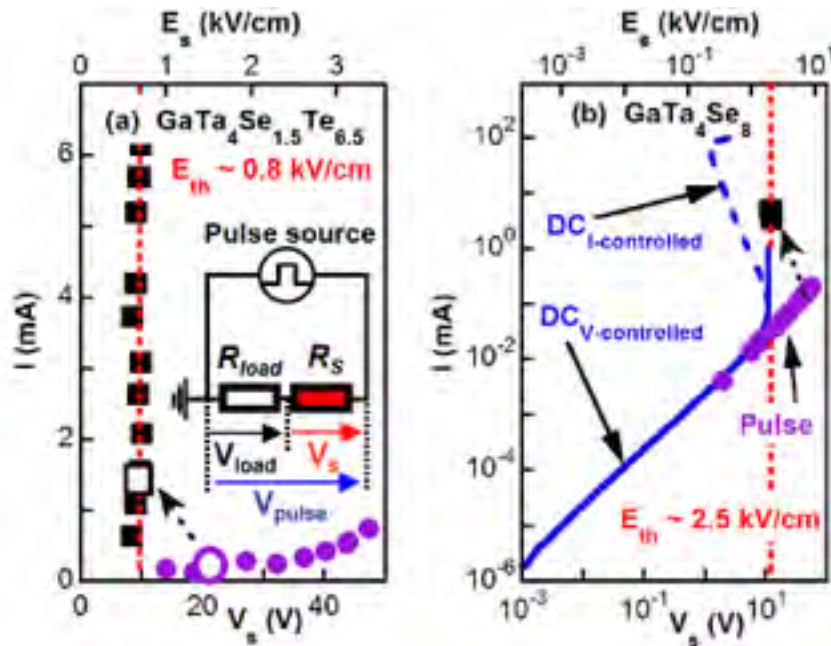 E_s (kV/cm)
0 1 2 3
(a) GaTa_4Se_1.5Te_6.5
E_th ~ 0.8 kV/cm
Pulse source
R_load R_S
V_load V_s
V_pulse
I (mA)
6
4
2
0
0 20 40
V_s (V)
E_s (kV/cm)
10^-3 10^-1 10^1
(b) GaTa_4Se_8
DC_I-controlled
DC_V-controlled
Pulse
E_th ~ 2.5 kV/cm
I (mA)
10^2
10^0
10^-2
10^-4
10^-6
10^-3 10^-1 10^1
V_s (V)